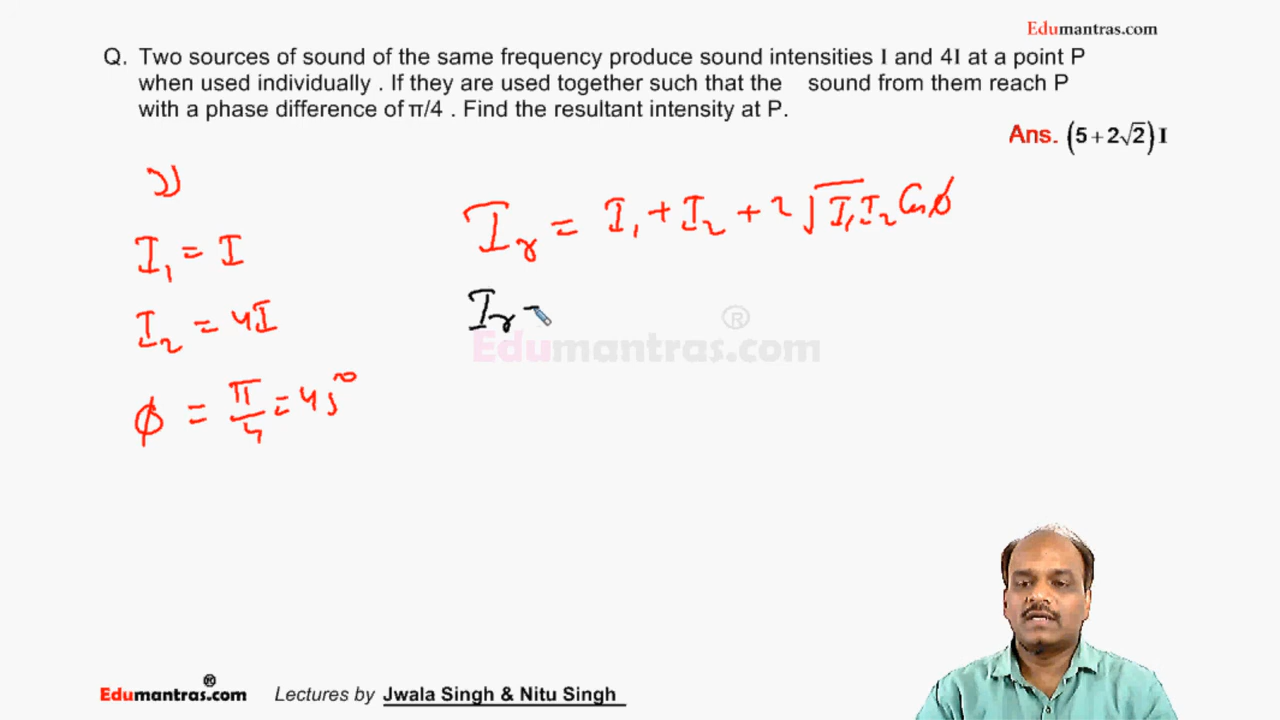 Edumantras.com
Q. Two sources of sound of the same frequency produce sound intensities I and 4I at a point P
when used individually . If they are used together such that the sound from them reach P
with a phase difference of π/4 . Find the resultant intensity at P.
Ans. (5+2√2) I
I₁ = I
I₂ = 4I
ϕ = π/4 = 45°
Iᵣ = I₁ + I₂ + 2 √I₁I₂ Cosϕ
Iᵣ -
Edumantras.com ®
Edumantras.com ® Lectures by Jwala Singh & Nitu Singh